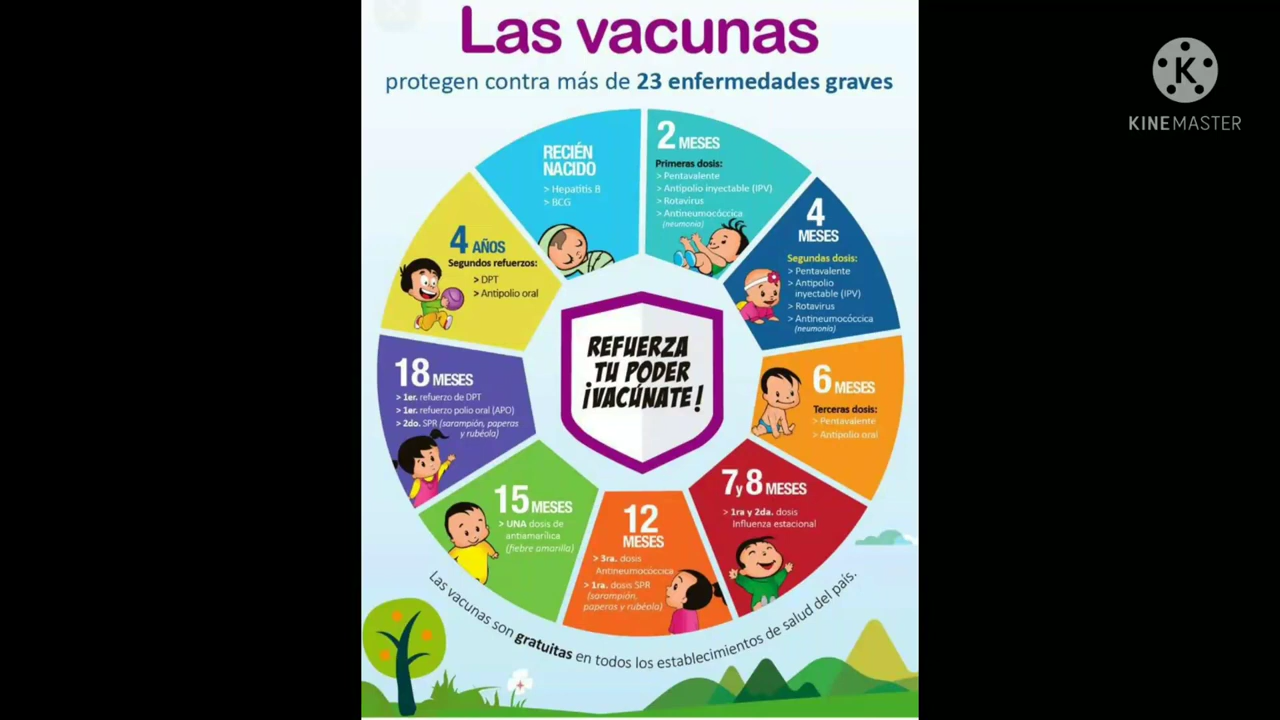 Las vacunas
protegen contra más de 23 enfermedades graves
K
KINEMASTER
RECIÉN
NACIDO
> Hepatitis B
> BCG
2 MESES
Primeras dosis:
> Pentavalente
> Antipolio inyectable (IPV)
> Rotavirus
> Antineumocóccica
(neumonía)
4
MESES
Segundas dosis:
> Pentavalente
> Antipolio
inyectable (IPV)
> Rotavirus
> Antineumocóccica
(neumonía)
6 MESES
Terceras dosis:
> Pentavalente
> Antipolio oral
7 y 8 MESES
> 1ra y 2da. dosis
Influenza estacional
12
MESES
> 3ra. dosis
Antineumocóccica
> 1ra. dosis SPR
(sarampión,
paperas y rubéola)
15 MESES
> UNA dosis de
antiamarílica
(fiebre amarilla)
18 MESES
> 1er. refuerzo de DPT
> 1er. refuerzo polio oral (APO)
> 2do. SPR (sarampión, paperas
y rubéola)
4 AÑOS
Segundos refuerzos:
> DPT
> Antipolio oral
REFUERZA
TU PODER
¡VACÚNATE!
Las vacunas son gratuitas en todos los establecimientos de salud del país.